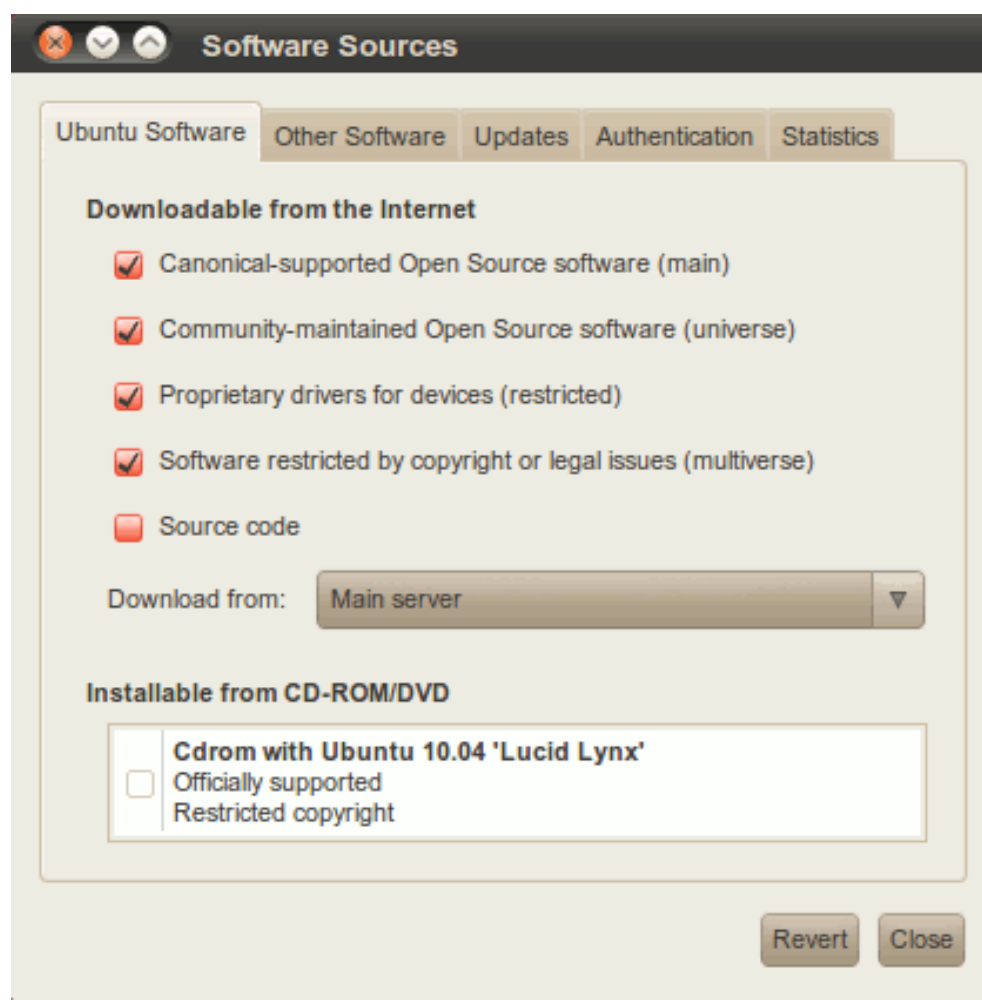 Software Sources
Ubuntu Software Other Software Updates Authentication Statistics
Downloadable from the Internet
Canonical-supported Open Source software (main)
Community-maintained Open Source software (universe)
Proprietary drivers for devices (restricted)
Software restricted by copyright or legal issues (multiverse)
Source code
Download from: Main server
Installable from CD-ROM/DVD
Cdrom with Ubuntu 10.04 'Lucid Lynx'
Officially supported
Restricted copyright
Revert Close